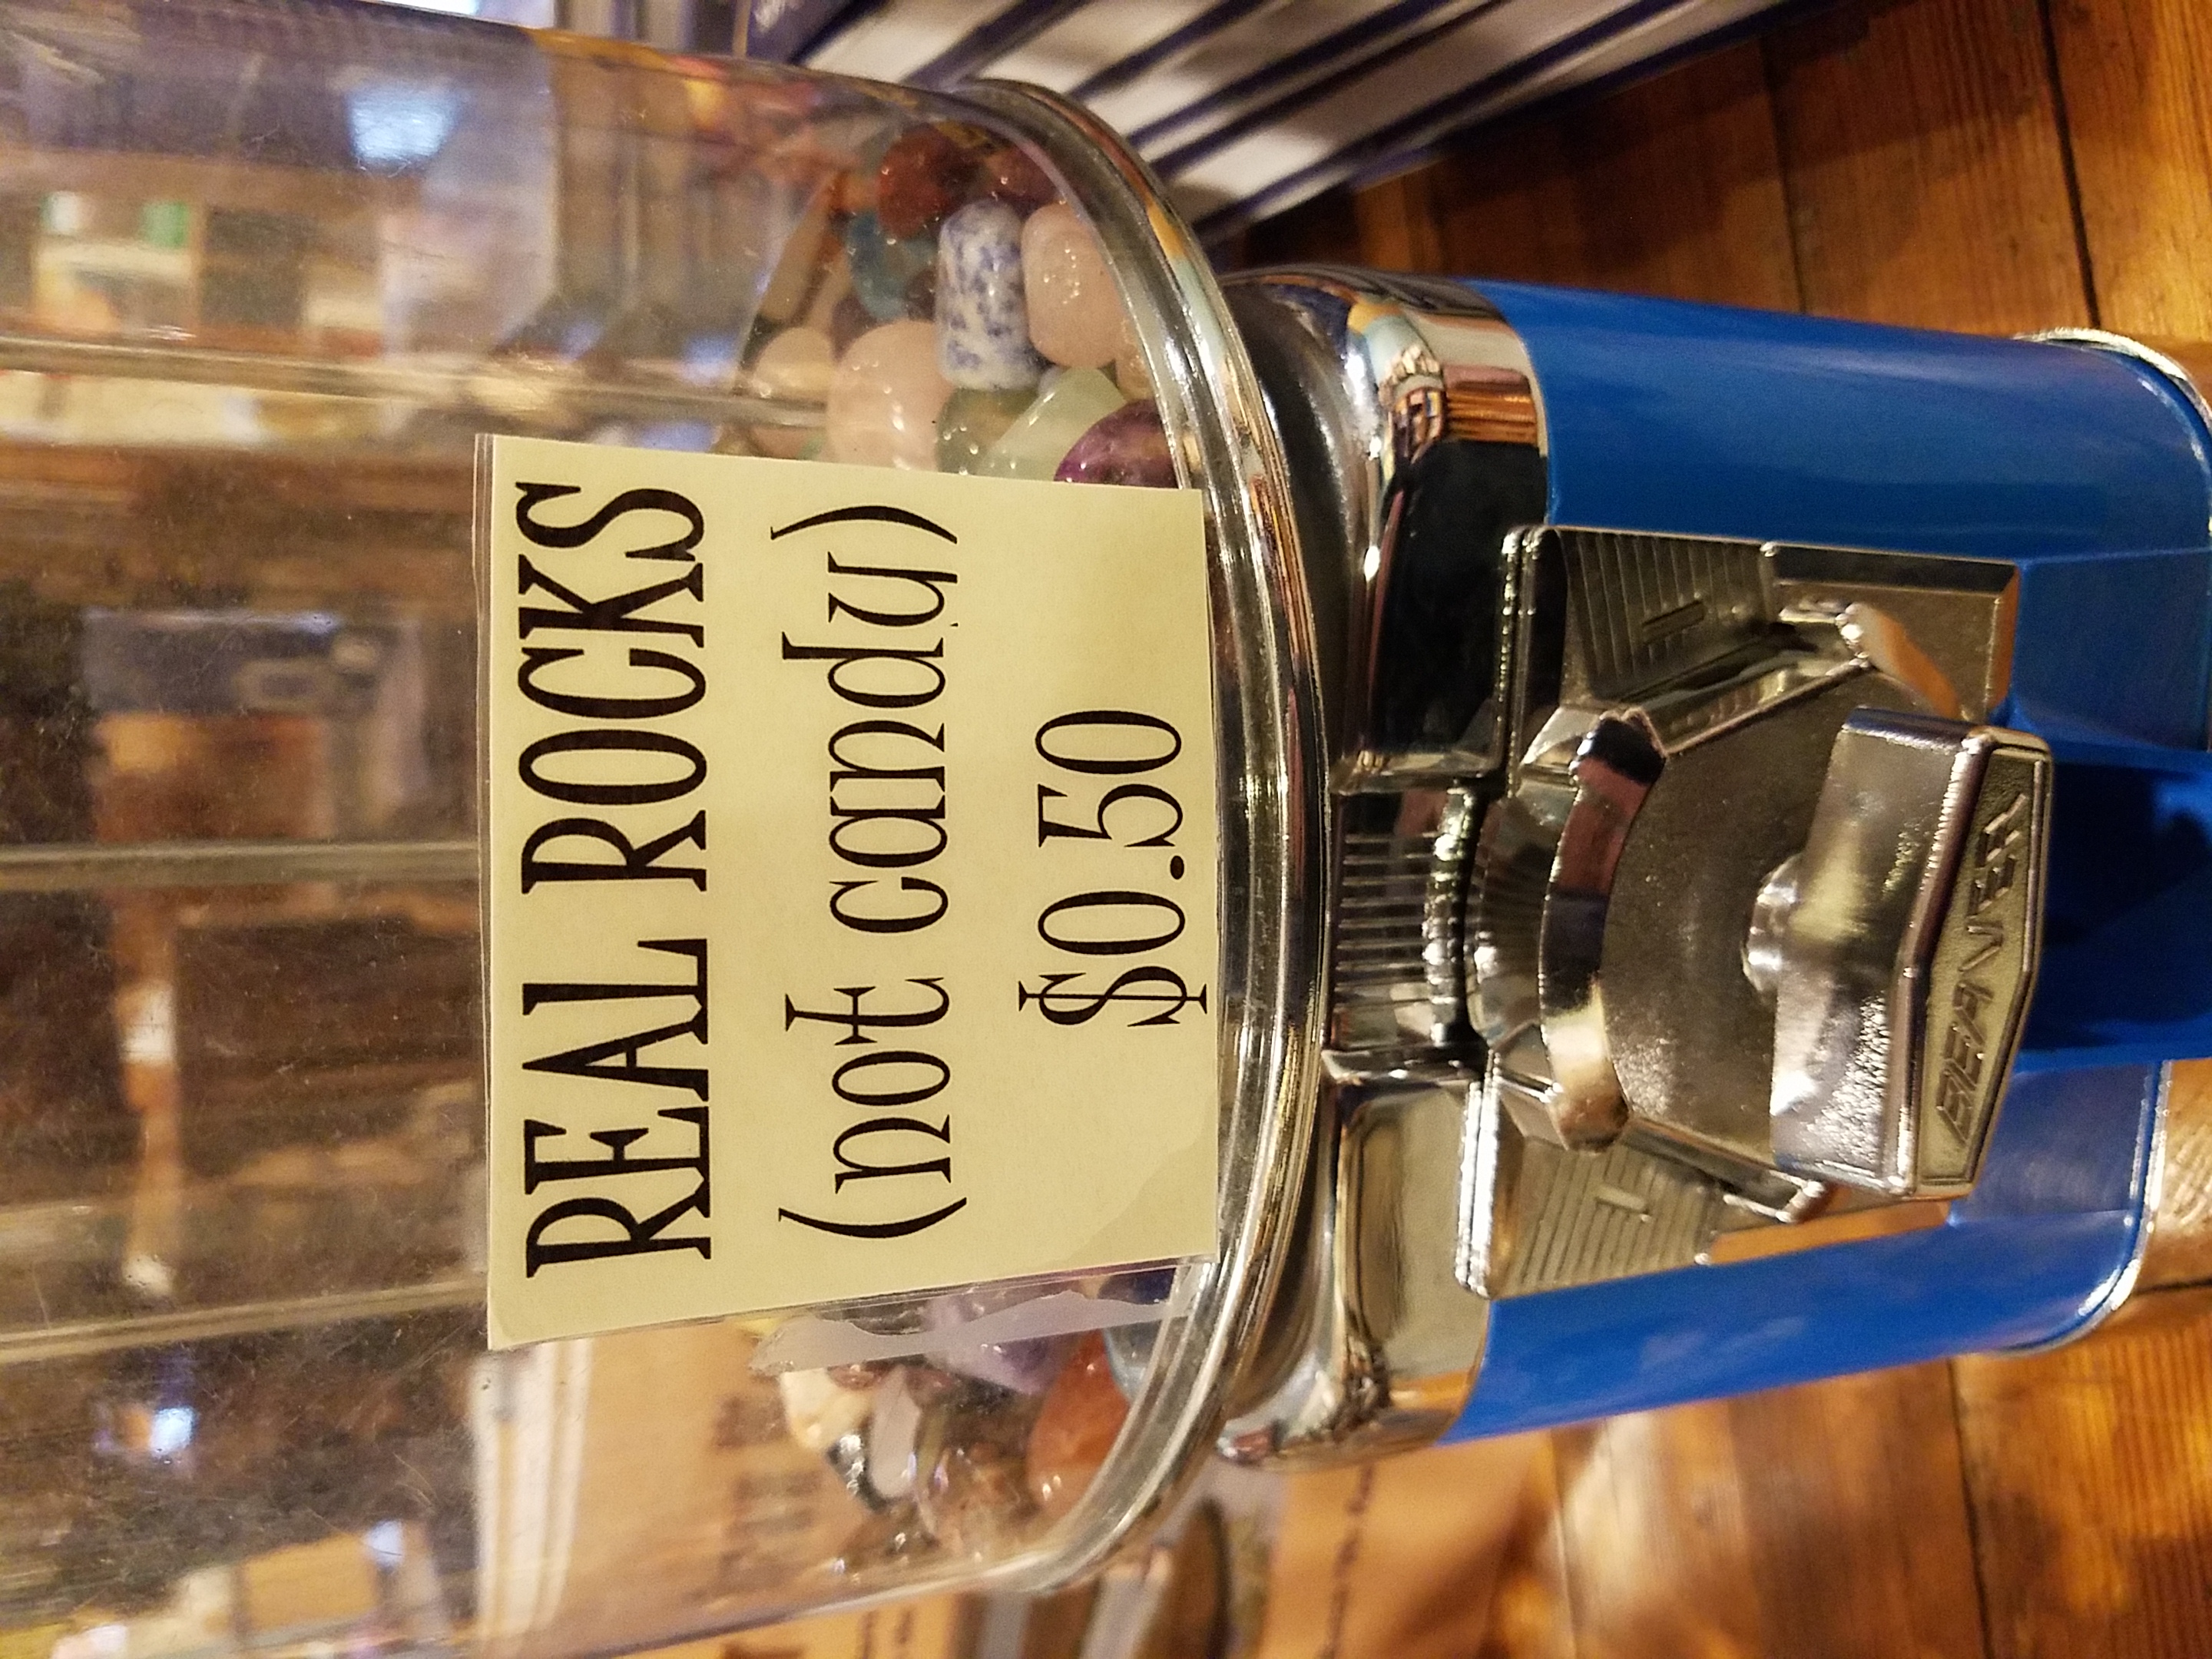 REAL ROCKS
(not candy)
$0.50
BEAVER